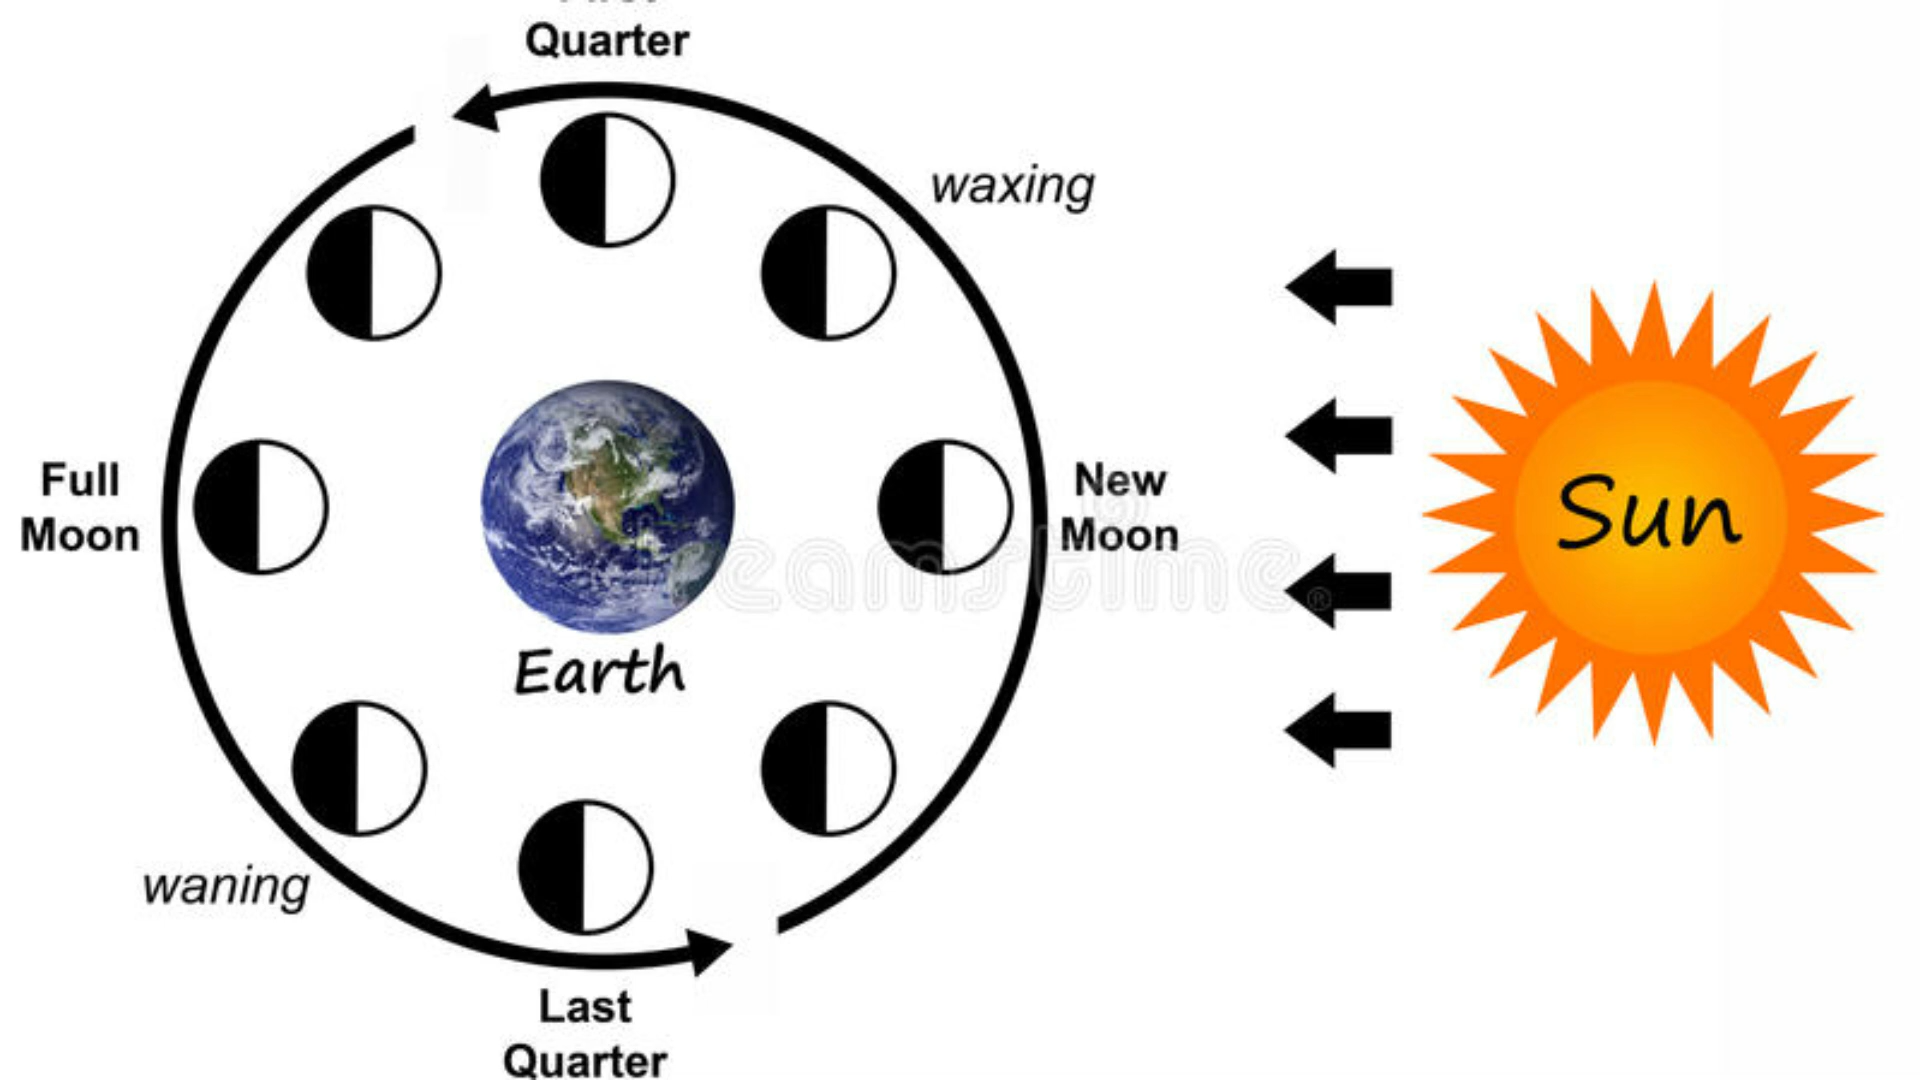 Quarter
waxing
Full
Moon
New
Moon
Sun
Earth
waning
Last
Quarter